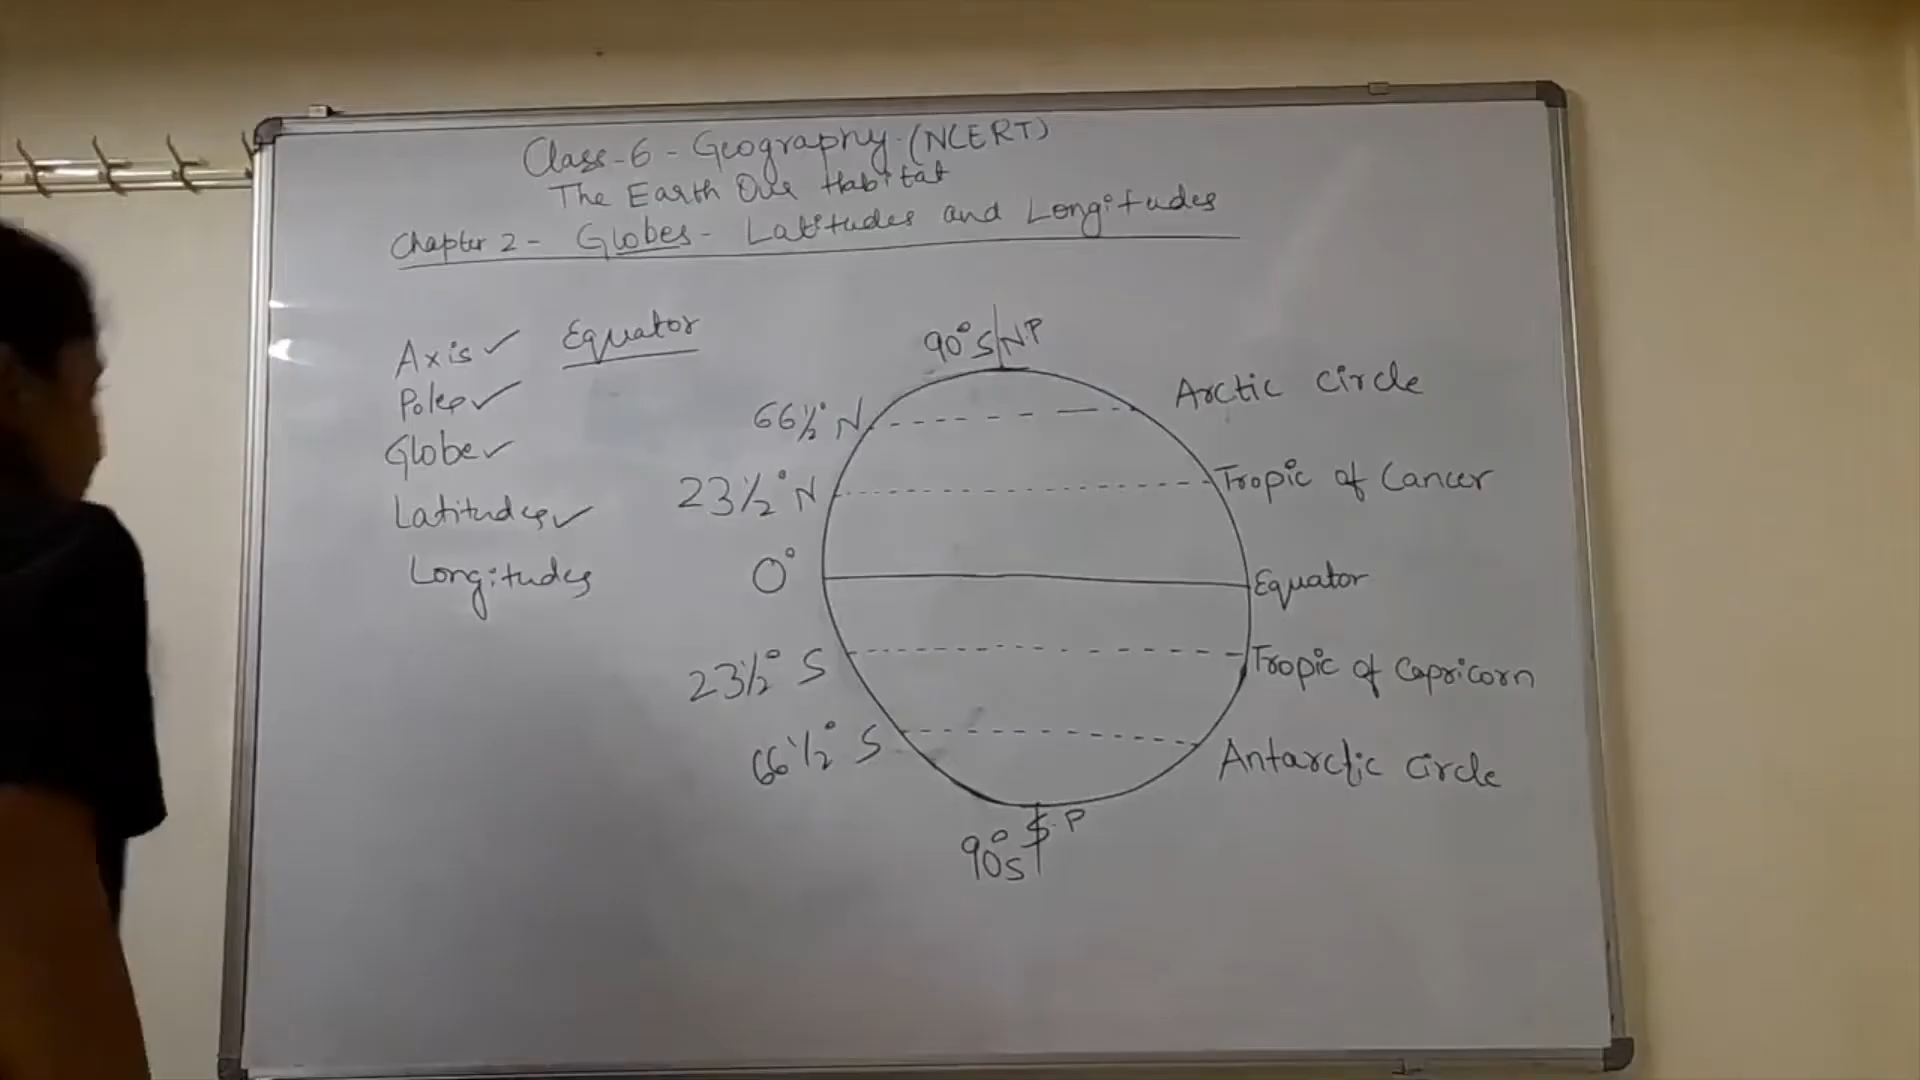 Class-6-Geography-(NCERT)
The Earth Our Habitat
Chapter 2- Globes- Latitudes and Longitudes
Axis ✓ Equator
Poles ✓
Globe ✓
Latitudes ✓
Longitudes
90°S NP
66½° N Arctic circle
23½° N Tropic of Cancer
0° Equator
23½° S Tropic of Capricorn
66½° S Antarctic circle
S.P
90°S